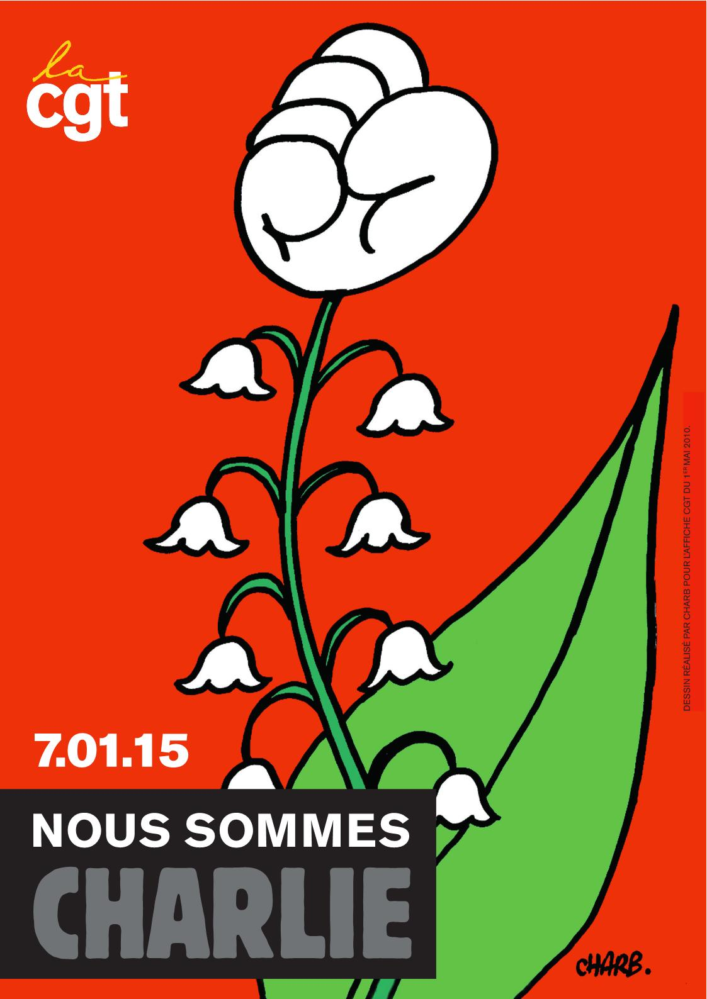 la
cgt
DESSIN RÉALISÉ PAR CHARB POUR L'AFFICHE CGT DU 1ER MAI 2010.
7.01.15
NOUS SOMMES
CHARLIE
CHARB.